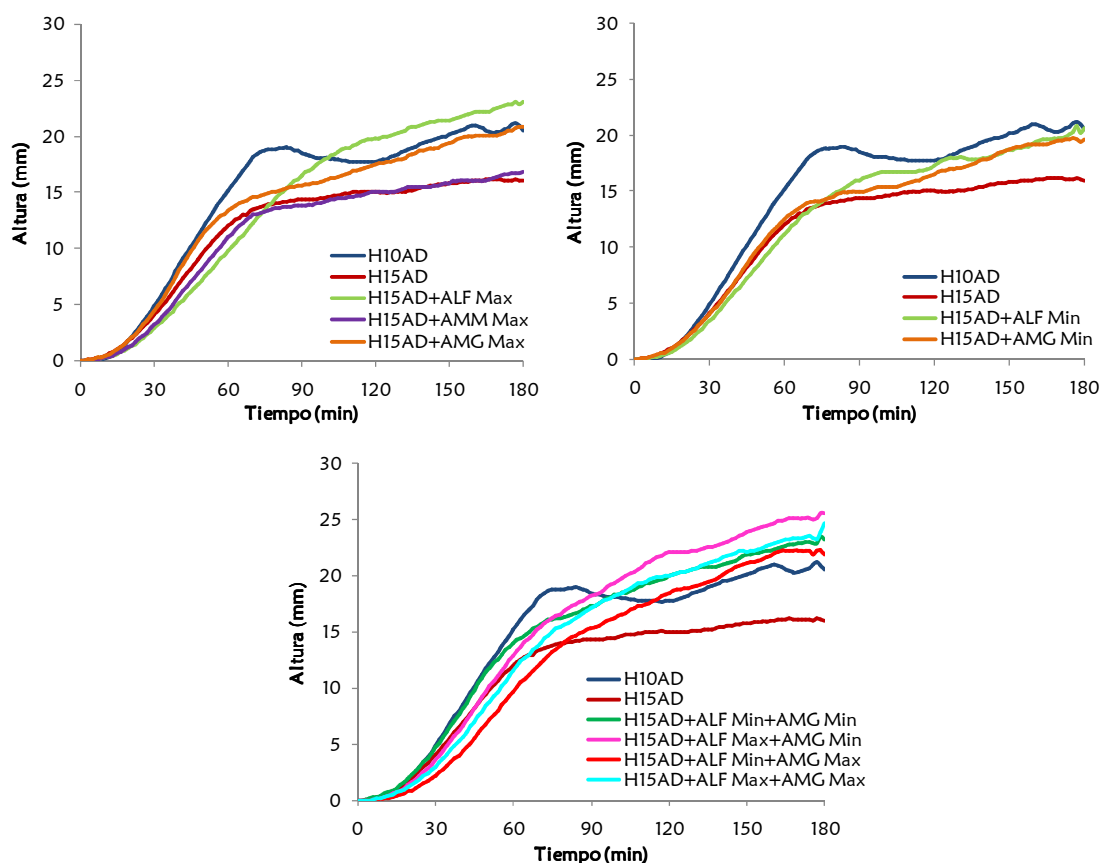 30
25
20
15
10
5
0
Altura (mm)
0 30 60 90 120 150 180
Tiempo (min)
H10AD
H15AD
H15AD+ALF Max
H15AD+AMM Max
H15AD+AMG Max
30
25
20
15
10
5
0
Altura (mm)
0 30 60 90 120 150 180
Tiempo (min)
H10AD
H15AD
H15AD+ALF Min
H15AD+AMG Min
30
25
20
15
10
5
0
Altura (mm)
0 30 60 90 120 150 180
Tiempo (min)
H10AD
H15AD
H15AD+ALF Min+AMG Min
H15AD+ALF Max+AMG Min
H15AD+ALF Min+AMG Max
H15AD+ALF Max+AMG Max